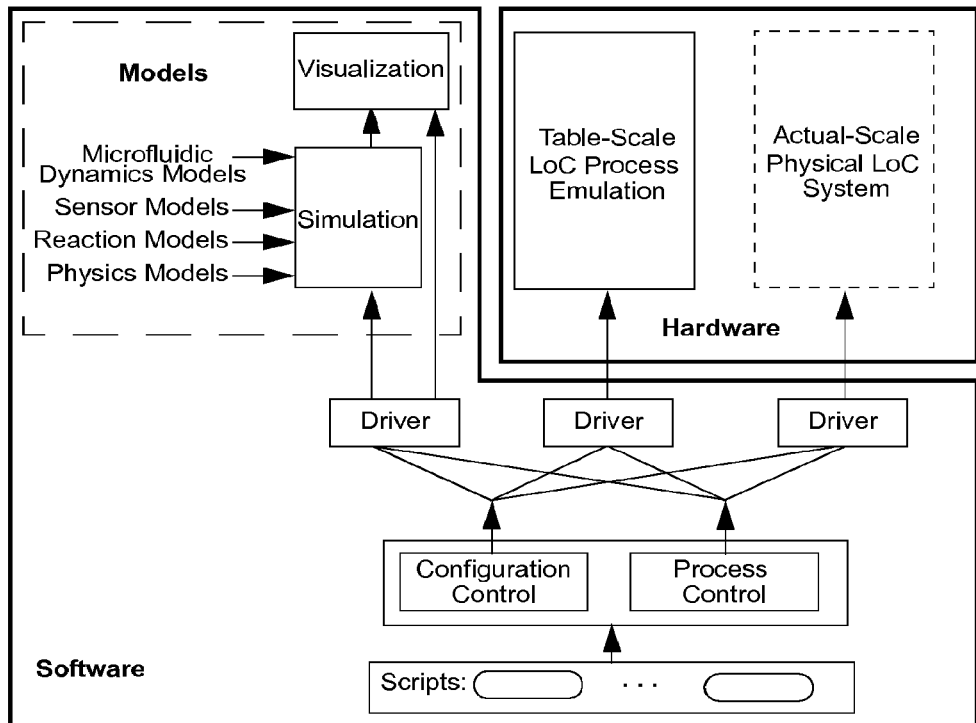 Models
Visualization
Microfluidic
Dynamics Models
Sensor Models
Reaction Models
Physics Models
Simulation
Table-Scale
LoC Process
Emulation
Actual-Scale
Physical LoC
System
Hardware
Driver
Driver
Driver
Configuration
Control
Process
Control
Software
Scripts:
. . .